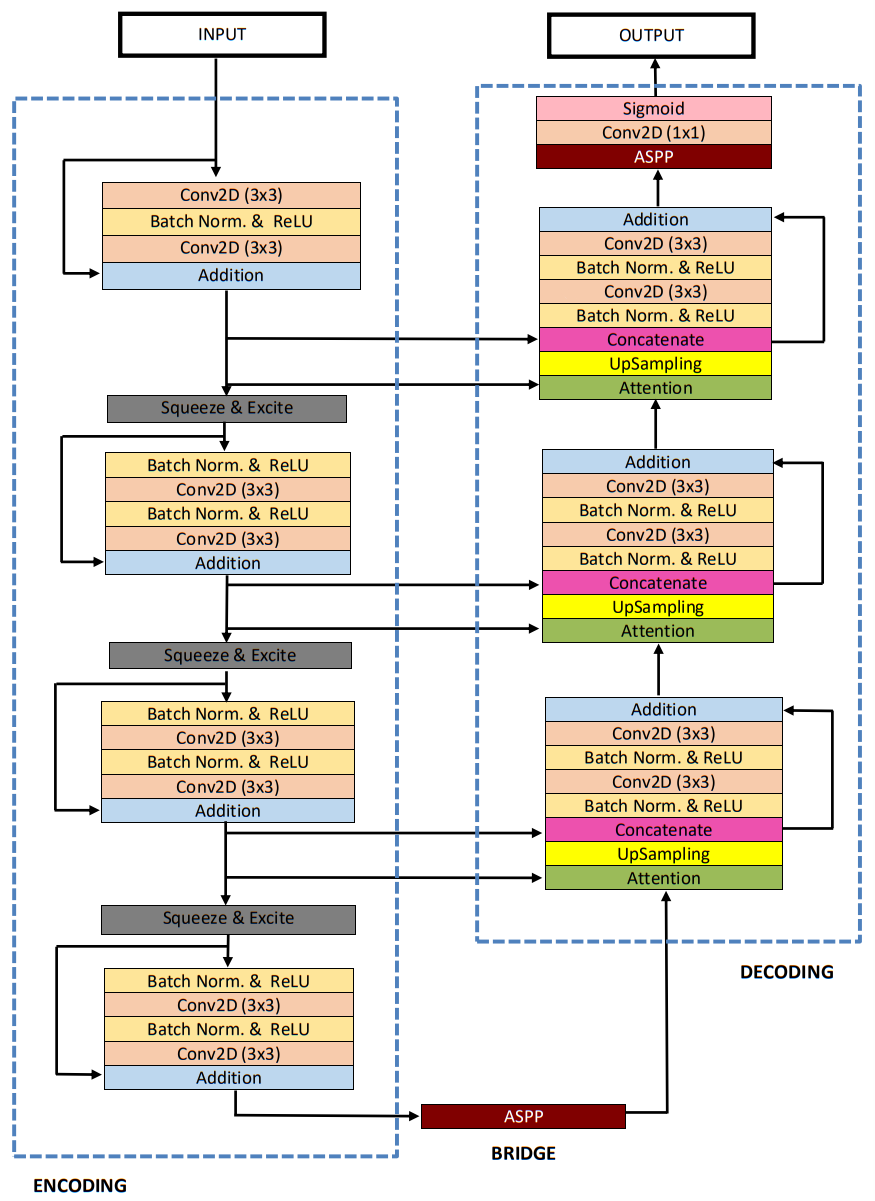 INPUT
Conv2D (3x3)
Batch Norm. & ReLU
Conv2D (3x3)
Addition
Squeeze & Excite
Batch Norm. & ReLU
Conv2D (3x3)
Batch Norm. & ReLU
Conv2D (3x3)
Addition
Squeeze & Excite
Batch Norm. & ReLU
Conv2D (3x3)
Batch Norm. & ReLU
Conv2D (3x3)
Addition
Squeeze & Excite
Batch Norm. & ReLU
Conv2D (3x3)
Batch Norm. & ReLU
Conv2D (3x3)
Addition
ENCODING
ASPP
BRIDGE
OUTPUT
Sigmoid
Conv2D (1x1)
ASPP
Addition
Conv2D (3x3)
Batch Norm. & ReLU
Conv2D (3x3)
Batch Norm. & ReLU
Concatenate
UpSampling
Attention
Addition
Conv2D (3x3)
Batch Norm. & ReLU
Conv2D (3x3)
Batch Norm. & ReLU
Concatenate
UpSampling
Attention
Addition
Conv2D (3x3)
Batch Norm. & ReLU
Conv2D (3x3)
Batch Norm. & ReLU
Concatenate
UpSampling
Attention
DECODING